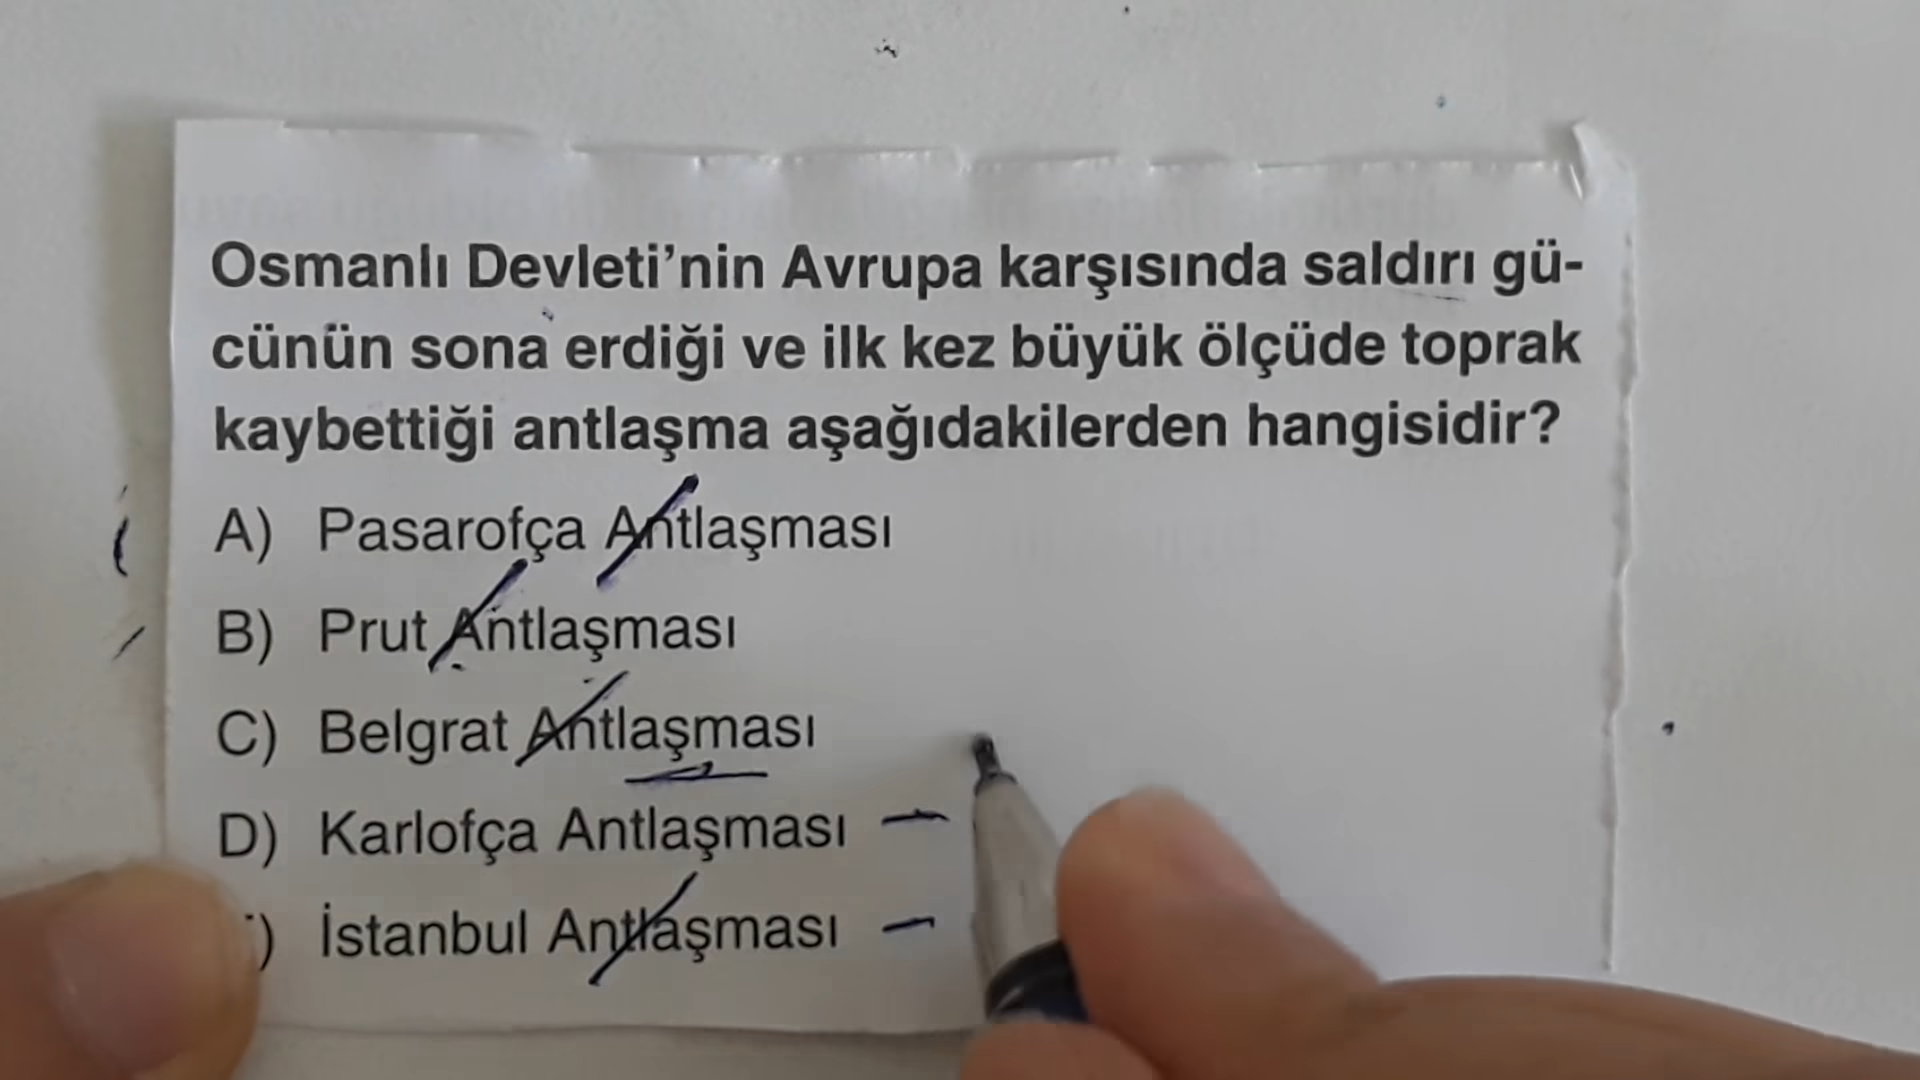 Osmanlı Devleti'nin Avrupa karşısında saldırı gü-
cünün sona erdiği ve ilk kez büyük ölçüde toprak
kaybettiği antlaşma aşağıdakilerden hangisidir?
A) Pasarofça Antlaşması
B) Prut Antlaşması
C) Belgrat Antlaşması
D) Karlofça Antlaşması
) İstanbul Antlaşması